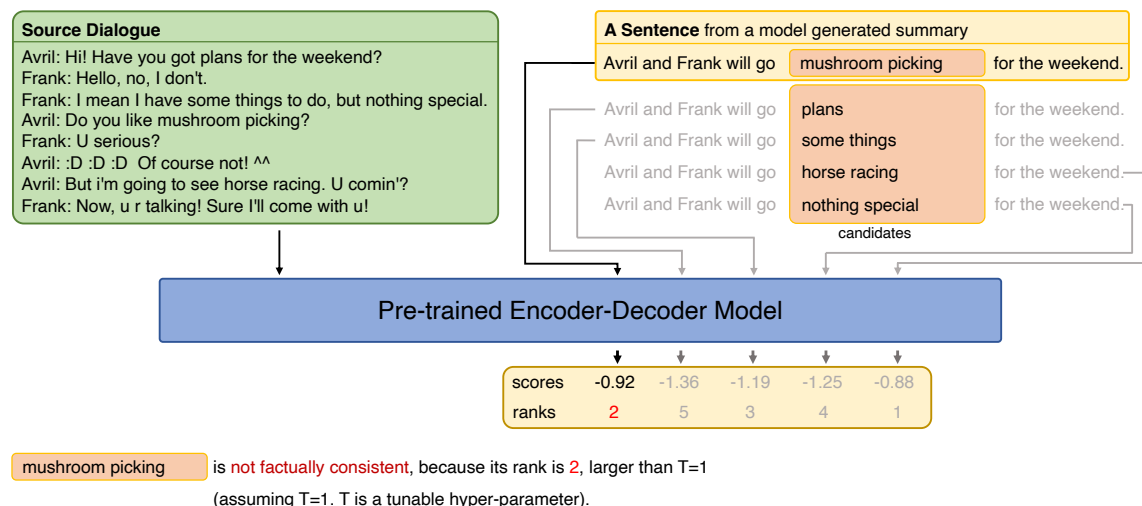 Source Dialogue
Avril: Hi! Have you got plans for the weekend?
Frank: Hello, no, I don't.
Frank: I mean I have some things to do, but nothing special.
Avril: Do you like mushroom picking?
Frank: U serious?
Avril: :D :D :D  Of course not! ^^
Avril: But i'm going to see horse racing. U comin'?
Frank: Now, u r talking! Sure I'll come with u!
A Sentence from a model generated summary
Avril and Frank will go mushroom picking for the weekend.
Avril and Frank will go plans for the weekend.
Avril and Frank will go some things for the weekend.
Avril and Frank will go horse racing for the weekend.
Avril and Frank will go nothing special for the weekend.
candidates
Pre-trained Encoder-Decoder Model
scores -0.92 -1.36 -1.19 -1.25 -0.88
ranks 2 5 3 4 1
mushroom picking is not factually consistent, because its rank is 2, larger than T=1
(assuming T=1. T is a tunable hyper-parameter).